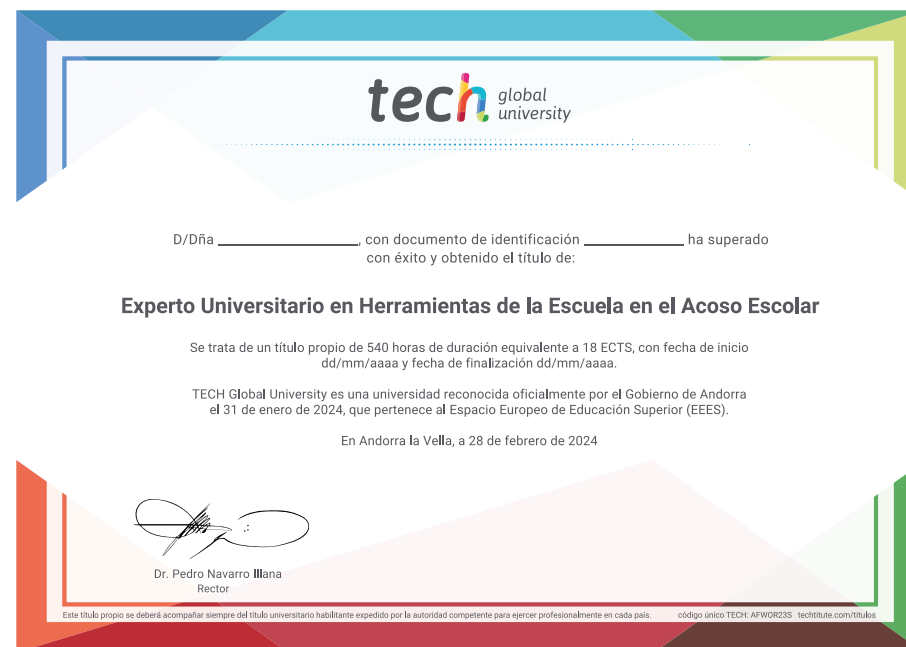 tech global university
D/Dña ____________, con documento de identificación ____________ ha superado
con éxito y obtenido el título de:
Experto Universitario en Herramientas de la Escuela en el Acoso Escolar
Se trata de un título propio de 540 horas de duración equivalente a 18 ECTS, con fecha de inicio
dd/mm/aaaa y fecha de finalización dd/mm/aaaa.
TECH Global University es una universidad reconocida oficialmente por el Gobierno de Andorra
el 31 de enero de 2024, que pertenece al Espacio Europeo de Educación Superior (EEES).
En Andorra la Vella, a 28 de febrero de 2024
Dr. Pedro Navarro Illana
Rector
Este título propio se deberá acompañar siempre del título universitario habilitante expedido por la autoridad competente para ejercer profesionalmente en cada país. código único TECH: AFWOR23S techtitute.com/titulos